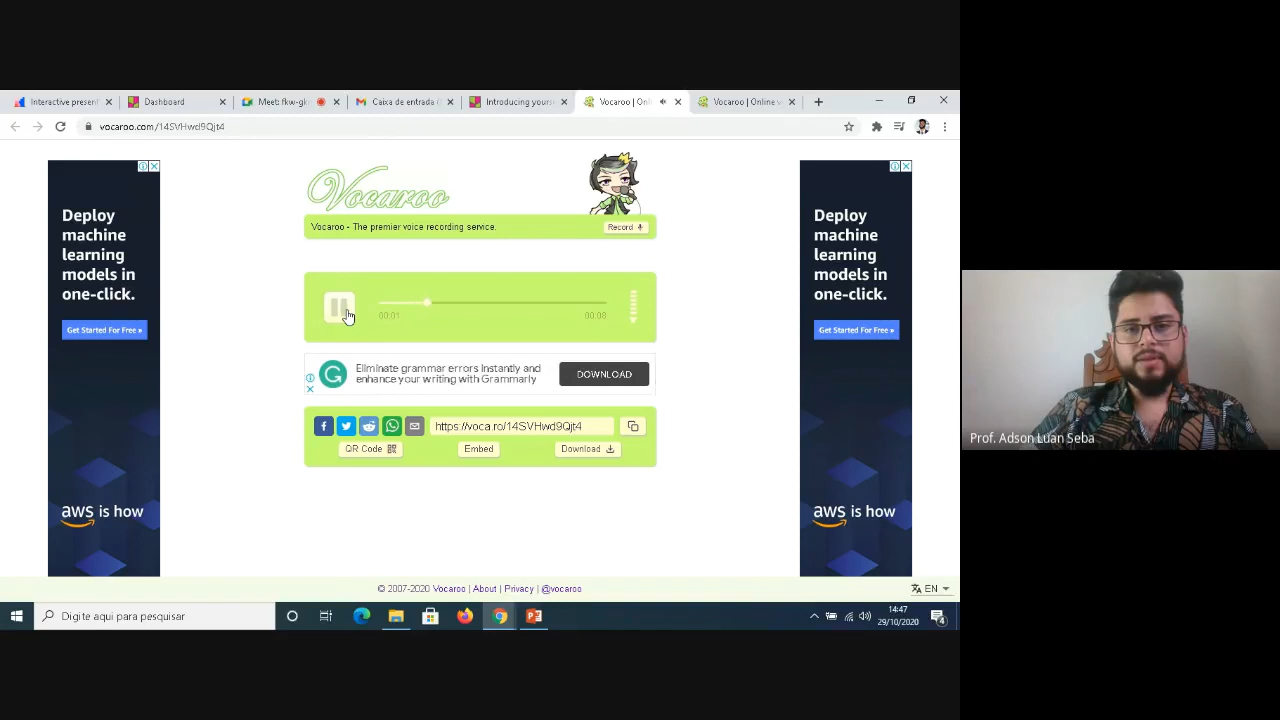 Interactive present
Dashboard
Meet: fkw-gl
Caixa de entrada (
Introducing yours
Vocaroo | Onl
Vocaroo | Online v
vocaroo.com/14SVHwd9Qjt4
Deploy
machine
learning
models in
one-click.
Get Started For Free »
aws is how
Vocaroo
Vocaroo - The premier voice recording service.
Record
00:01
00:08
Eliminate grammar errors instantly and
enhance your writing with Grammarly
DOWNLOAD
https://voca.ro/14SVHwd9Qjt4
QR Code
Embed
Download
Deploy
machine
learning
models in
one-click.
Get Started For Free »
aws is how
© 2007-2020 Vocaroo | About | Privacy | @vocaroo
EN
Digite aqui para pesquisar
14:47
29/10/2020
4
Prof. Adson Luan Seba